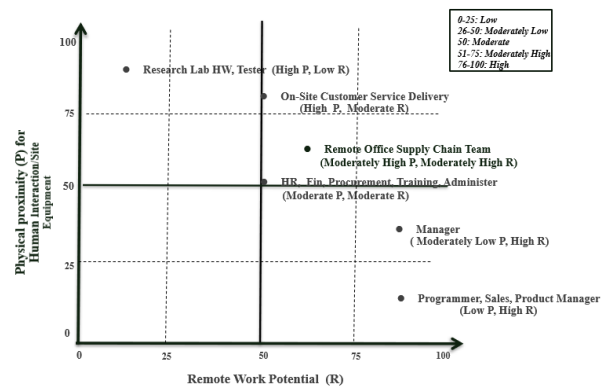 0-25: Low
26-50: Moderately Low
50: Moderate
51-75: Moderately High
76-100: High
100
Research Lab HW, Tester (High P, Low R)
On-Site Customer Service Delivery
(High P, Moderate R)
75
Remote Office Supply Chain Team
(Moderately High P, Moderately High R)
HR, Fin, Procurement, Training, Administer
(Moderate P, Moderate R)
50
Physical proximity (P) for
Human Interaction/Site
Equipment
Manager
( Moderately Low P, High R)
25
Programmer, Sales, Product Manager
(Low P, High R)
0
0 25 50 75 100
Remote Work Potential (R)